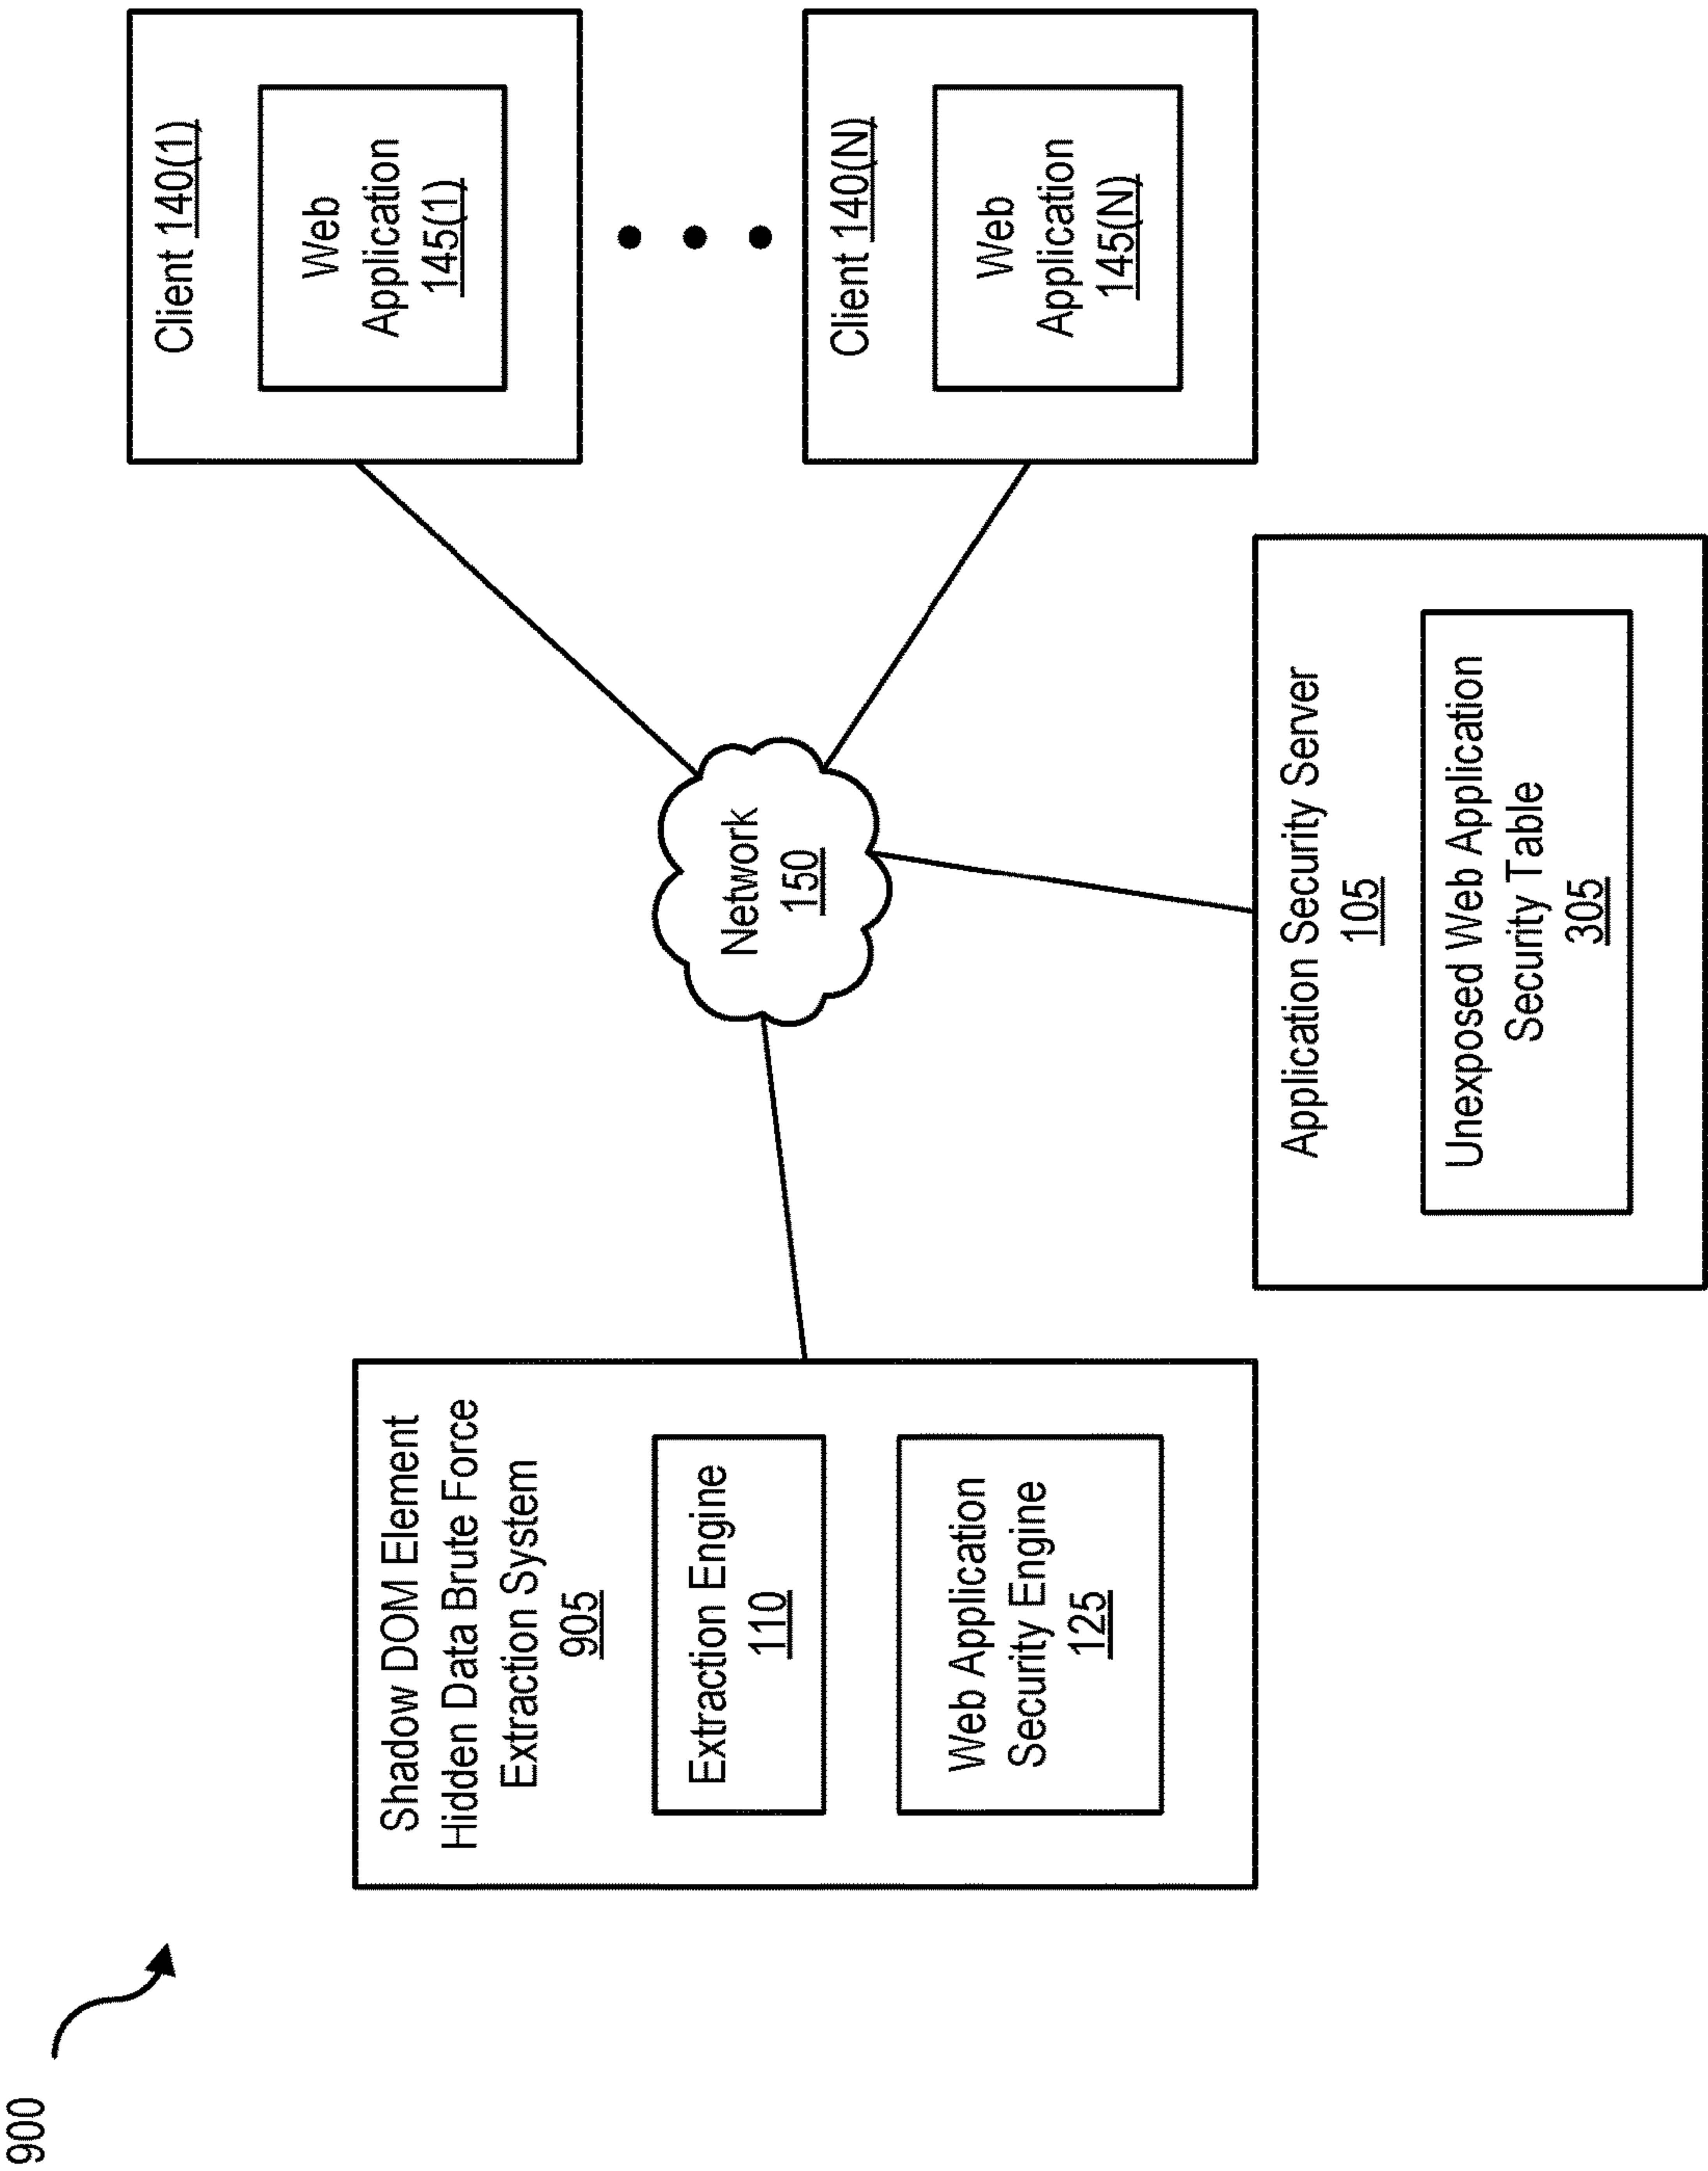 900
Shadow DOM Element
Hidden Data Brute Force
Extraction System
905
Extraction Engine
110
Web Application
Security Engine
125
Network
150
Application Security Server
105
Unexposed Web Application
Security Table
305
Client 140(1)
Web
Application
145(1)
Client 140(N)
Web
Application
145(N)